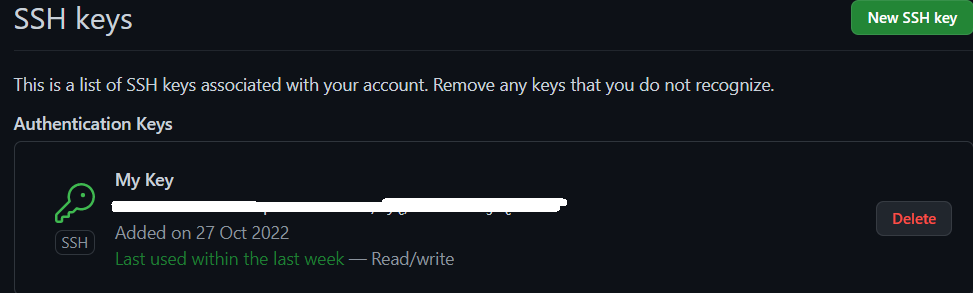 SSH keys
New SSH key
This is a list of SSH keys associated with your account. Remove any keys that you do not recognize.
Authentication Keys
My Key
SSH
Added on 27 Oct 2022
Last used within the last week — Read/write
Delete